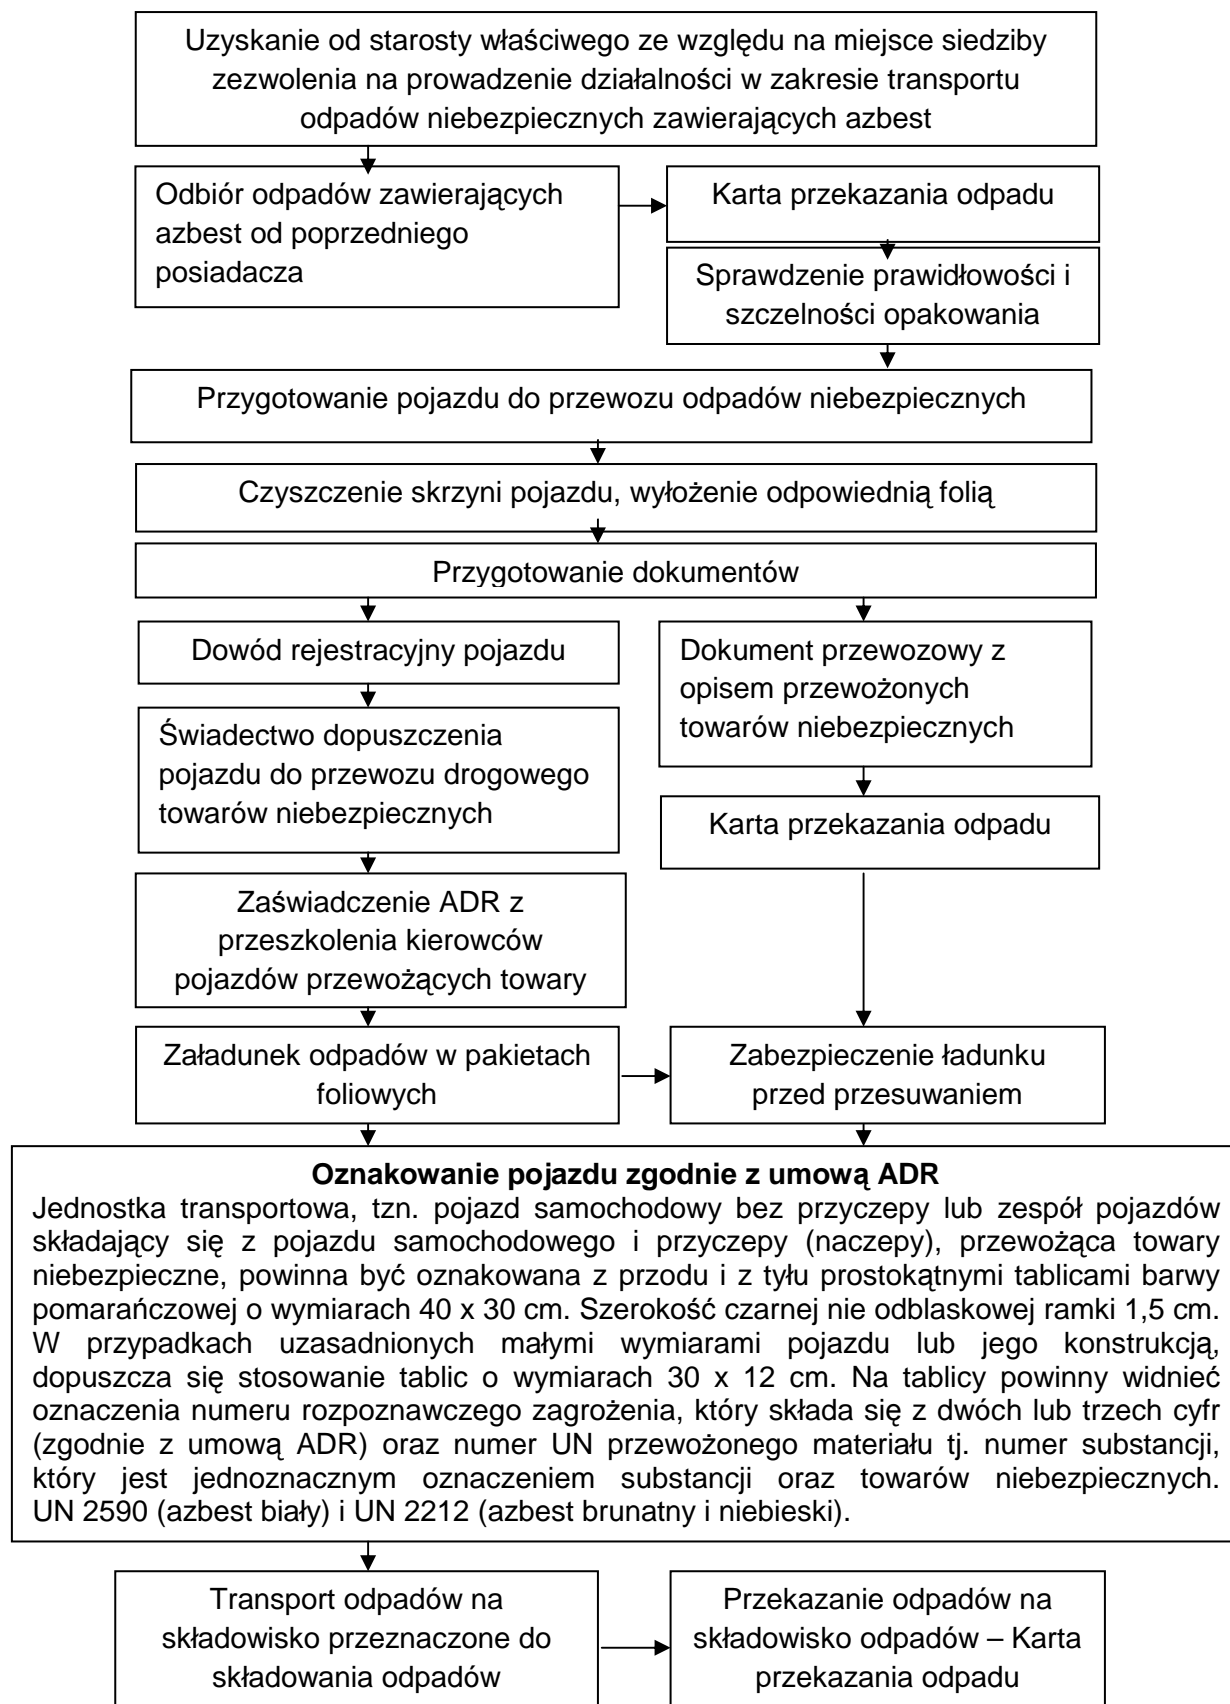 Uzyskanie od starosty właściwego ze względu na miejsce siedziby
zezwolenia na prowadzenie działalności w zakresie transportu
odpadów niebezpiecznych zawierających azbest
Odbiór odpadów zawierających
azbest od poprzedniego
posiadacza
Karta przekazania odpadu
Sprawdzenie prawidłowości i
szczelności opakowania
Przygotowanie pojazdu do przewozu odpadów niebezpiecznych
Czyszczenie skrzyni pojazdu, wyłożenie odpowiednią folią
Przygotowanie dokumentów
Dowód rejestracyjny pojazdu
Świadectwo dopuszczenia
pojazdu do przewozu drogowego
towarów niebezpiecznych
Zaświadczenie ADR z
przeszkolenia kierowców
pojazdów przewożących towary
Dokument przewozowy z
opisem przewożonych
towarów niebezpiecznych
Karta przekazania odpadu
Załadunek odpadów w pakietach
foliowych
Zabezpieczenie ładunku
przed przesuwaniem
Oznakowanie pojazdu zgodnie z umową ADR
Jednostka transportowa, tzn. pojazd samochodowy bez przyczepy lub zespół pojazdów
składający się z pojazdu samochodowego i przyczepy (naczepy), przewożąca towary
niebezpieczne, powinna być oznakowana z przodu i z tyłu prostokątnymi tablicami barwy
pomarańczowej o wymiarach 40 x 30 cm. Szerokość czarnej nie odblaskowej ramki 1,5 cm.
W przypadkach uzasadnionych małymi wymiarami pojazdu lub jego konstrukcją,
dopuszcza się stosowanie tablic o wymiarach 30 x 12 cm. Na tablicy powinny widnieć
oznaczenia numeru rozpoznawczego zagrożenia, który składa się z dwóch lub trzech cyfr
(zgodnie z umową ADR) oraz numer UN przewożonego materiału tj. numer substancji,
który jest jednoznacznym oznaczeniem substancji oraz towarów niebezpiecznych.
UN 2590 (azbest biały) i UN 2212 (azbest brunatny i niebieski).
Transport odpadów na
składowisko przeznaczone do
składowania odpadów
Przekazanie odpadów na
składowisko odpadów – Karta
przekazania odpadu